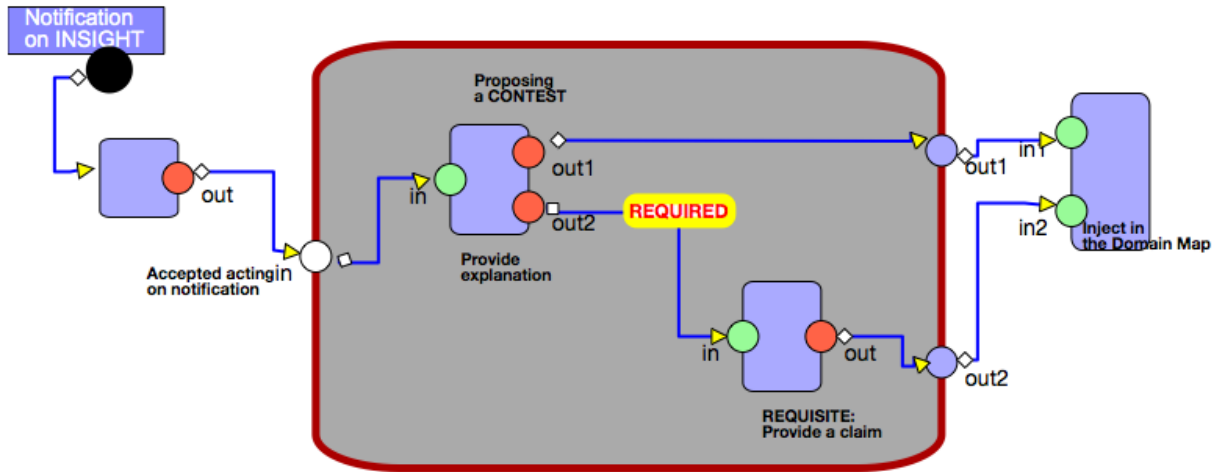 Notification
on INSIGHT
out
Accepted acting
on notification
in
Proposing
a CONTEST
in
out1
out2
Provide
explanation
REQUIRED
in
out
REQUISITE:
Provide a claim
out1
out2
in1
in2
Inject in
the Domain Map